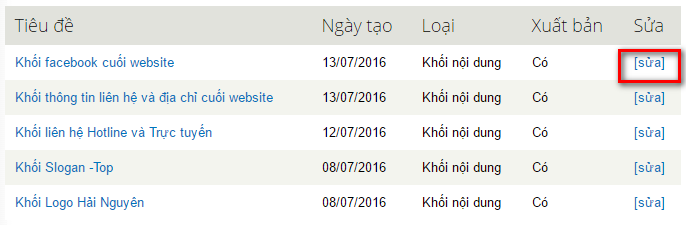 Tiêu đề Ngày tạo Loại Xuất bản Sửa
Khối facebook cuối website 13/07/2016 Khối nội dung Có [sửa]
Khối thông tin liên hệ và địa chỉ cuối website 13/07/2016 Khối nội dung Có [sửa]
Khối liên hệ Hotline và Trực tuyến 12/07/2016 Khối nội dung Có [sửa]
Khối Slogan -Top 08/07/2016 Khối nội dung Có [sửa]
Khối Logo Hải Nguyên 08/07/2016 Khối nội dung Có [sửa]